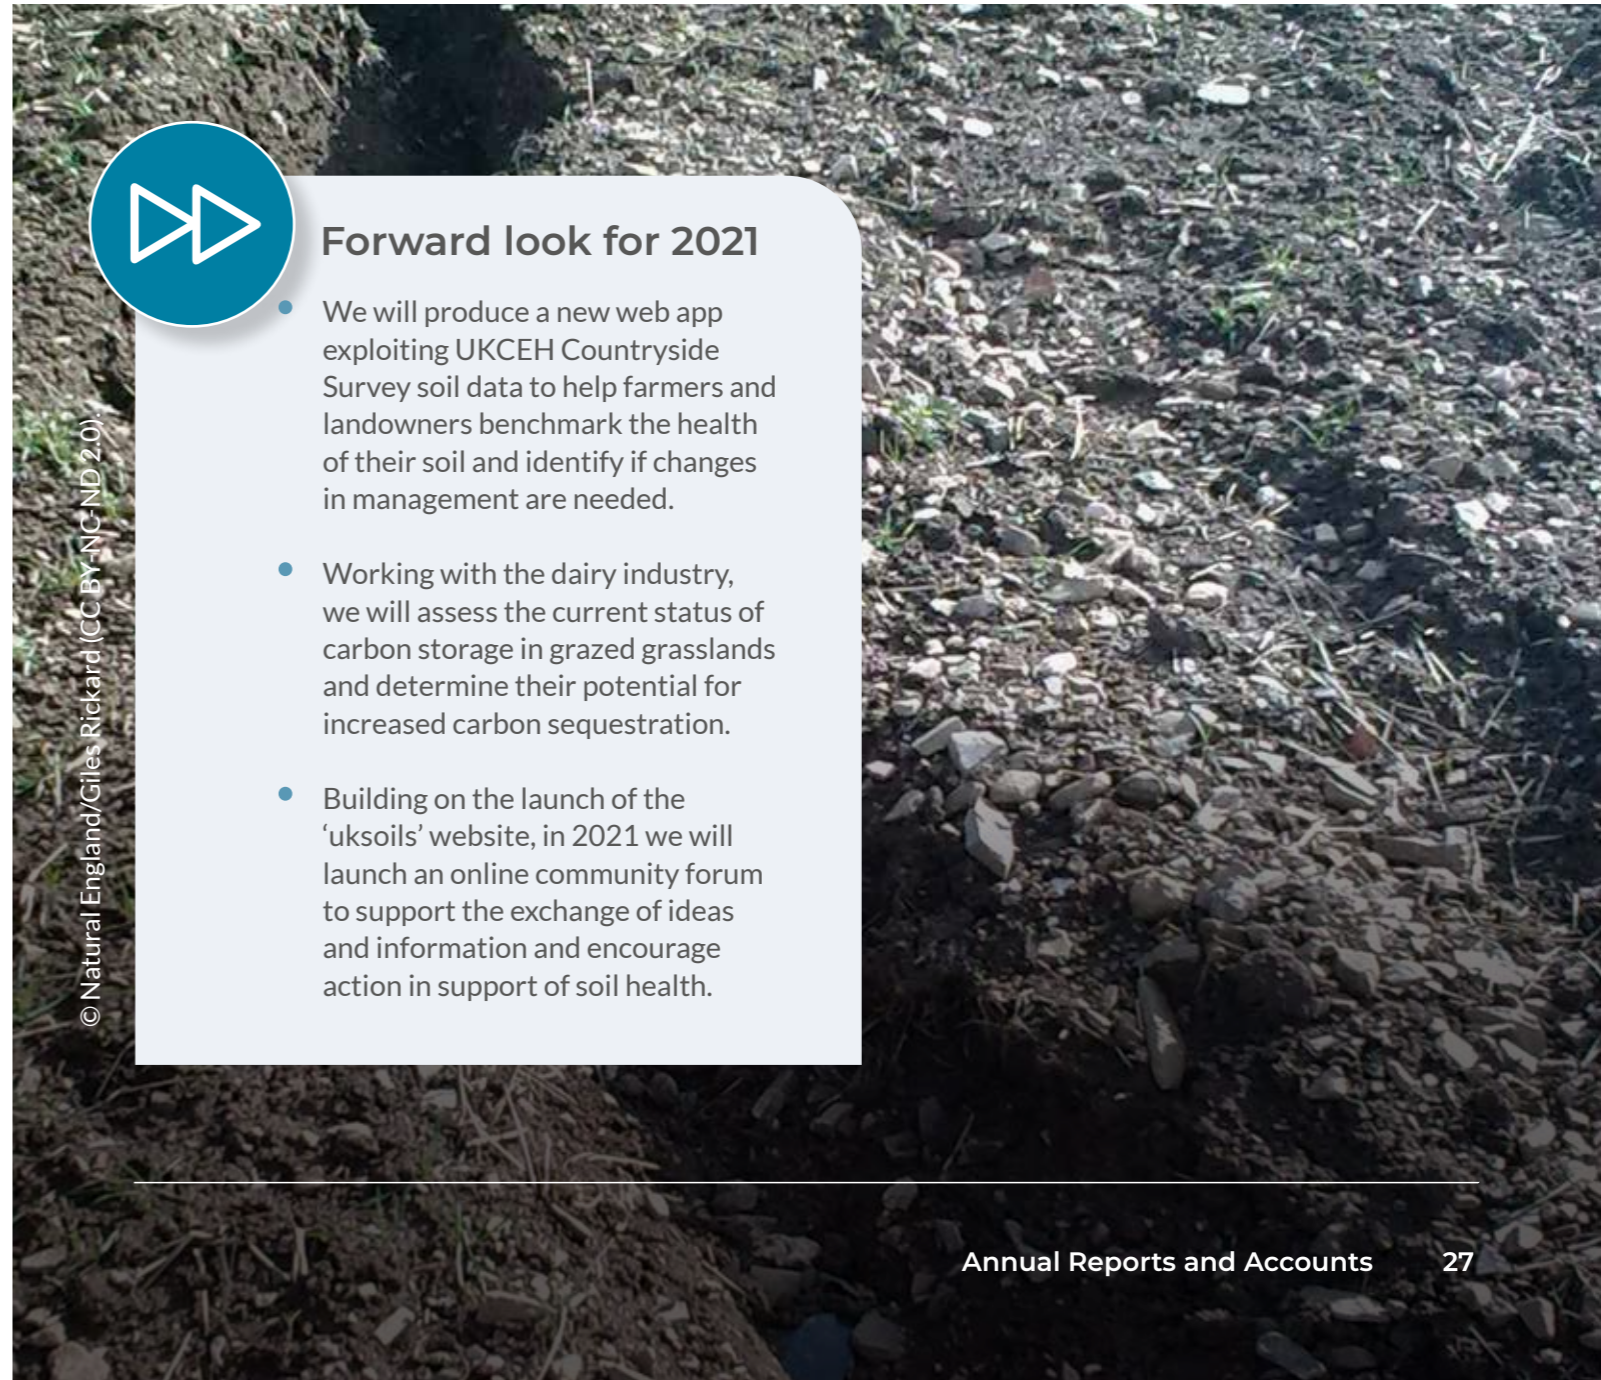 Forward look for 2021
• We will produce a new web app
exploiting UKCEH Countryside
Survey soil data to help farmers and
landowners benchmark the health
of their soil and identify if changes
in management are needed.
• Working with the dairy industry,
we will assess the current status of
carbon storage in grazed grasslands
and determine their potential for
increased carbon sequestration.
• Building on the launch of the
‘uksoils’ website, in 2021 we will
launch an online community forum
to support the exchange of ideas
and information and encourage
action in support of soil health.
© Natural England/Giles Rickard (CC BY-NC-ND 2.0).
Annual Reports and Accounts 27